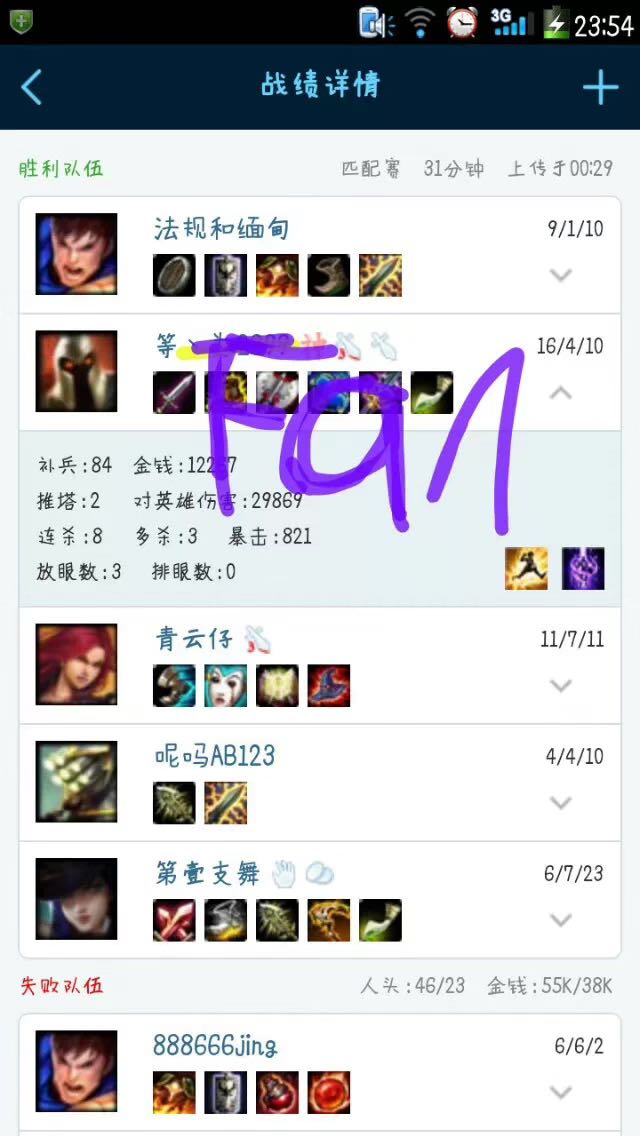 3G 23:54
战绩详情
胜利队伍 匹配赛 31分钟 上传于00:29
法规和缅甸 9/1/10
等、 神 16/4/10
Fan
补兵:84 金钱:12257
推塔:2 对英雄伤害:29869
连杀:8 多杀:3 暴击:821
放眼数:3 排眼数:0
青云仔 11/7/11
呢吗AB123 4/4/10
第壹支舞 6/7/23
失败队伍 人头:46/23 金钱:55K/38K
888666jing 6/6/2